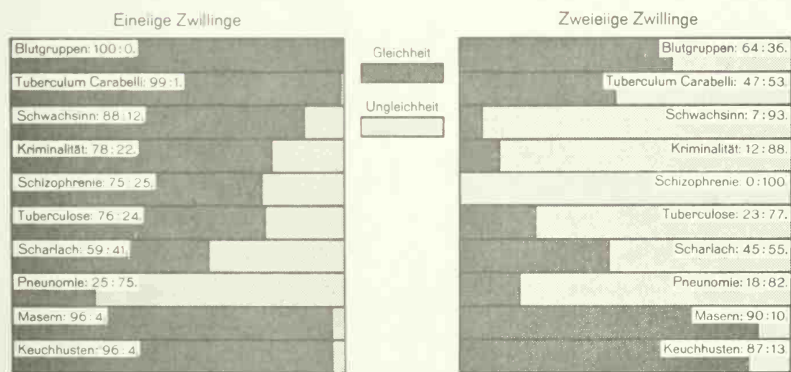 Eineiige Zwillinge
Blutgruppen: 100:0.
Tuberculum Carabelli: 99:1.
Schwachsinn: 88:12.
Kriminalität: 78:22.
Schizophrenie: 75:25.
Tuberculose: 76:24.
Scharlach: 59:41.
Pneunomie: 25:75.
Masern: 96:4.
Keuchhusten: 96:4.
Gleichheit
Ungleichheit
Zweieiige Zwillinge
Blutgruppen: 64:36.
Tuberculum Carabelli: 47:53.
Schwachsinn: 7:93.
Kriminalität: 12:88.
Schizophrenie: 0:100.
Tuberculose: 23:77.
Scharlach: 45:55.
Pneunomie: 18:82.
Masern: 90:10.
Keuchhusten: 87:13.